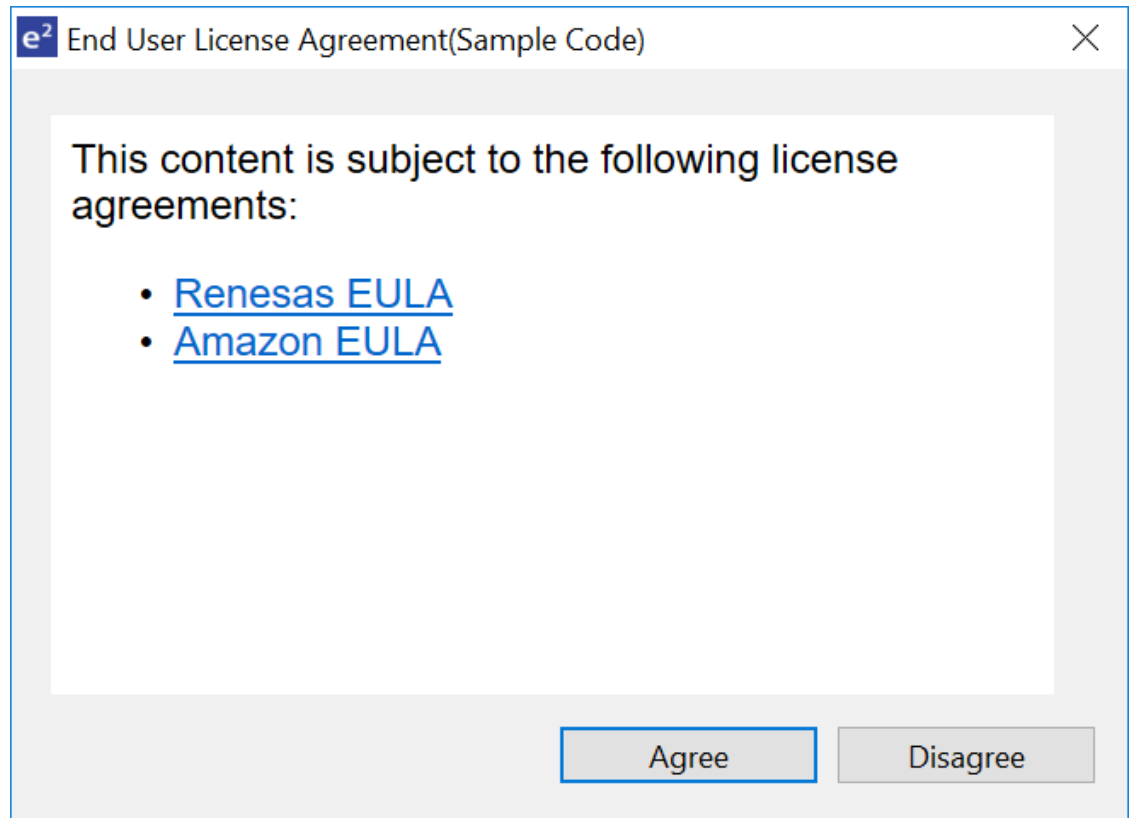 e² End User License Agreement(Sample Code)
This content is subject to the following license
agreements:
• Renesas EULA
• Amazon EULA
Agree Disagree